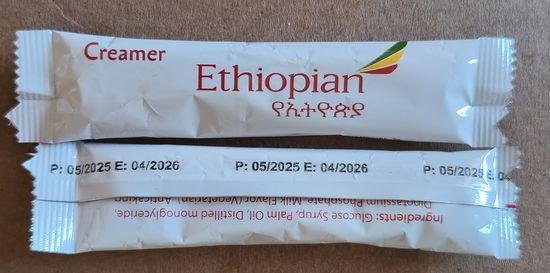 Creamer
Ethiopian
የኢትዮጵያ
P: 05/2025 E: 04/2026 P: 05/2025 E: 04/2026 P: 05/2025 E: 04
Ingredients: Glucose Syrup, Palm Oil, Distilled monoglyceride,
Dipotassium Phosphate, Milk Flavor (Vegetarian), Anticaking